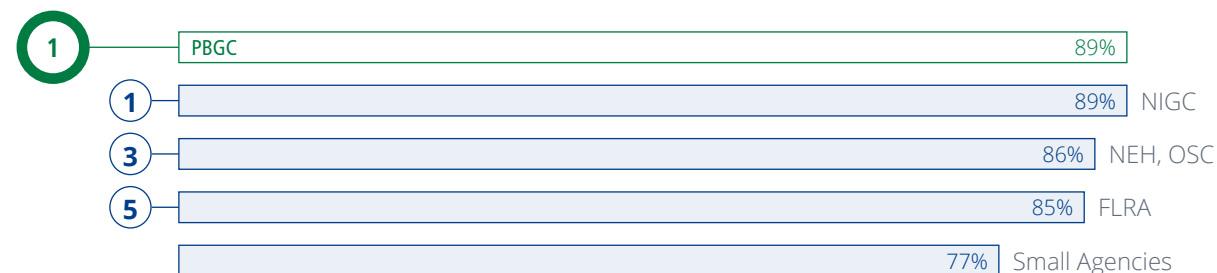 1 PBGC 89%
1 89% NIGC
3 86% NEH, OSC
5 85% FLRA
77% Small Agencies